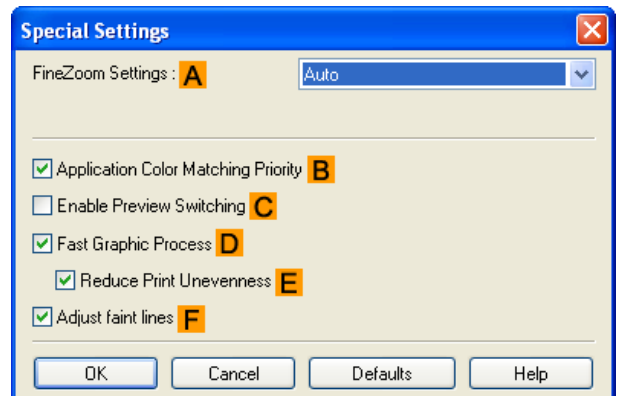 Special Settings
FineZoom Settings : A Auto
Application Color Matching Priority B
Enable Preview Switching C
Fast Graphic Process D
Reduce Print Unevenness E
Adjust faint lines F
OK Cancel Defaults Help